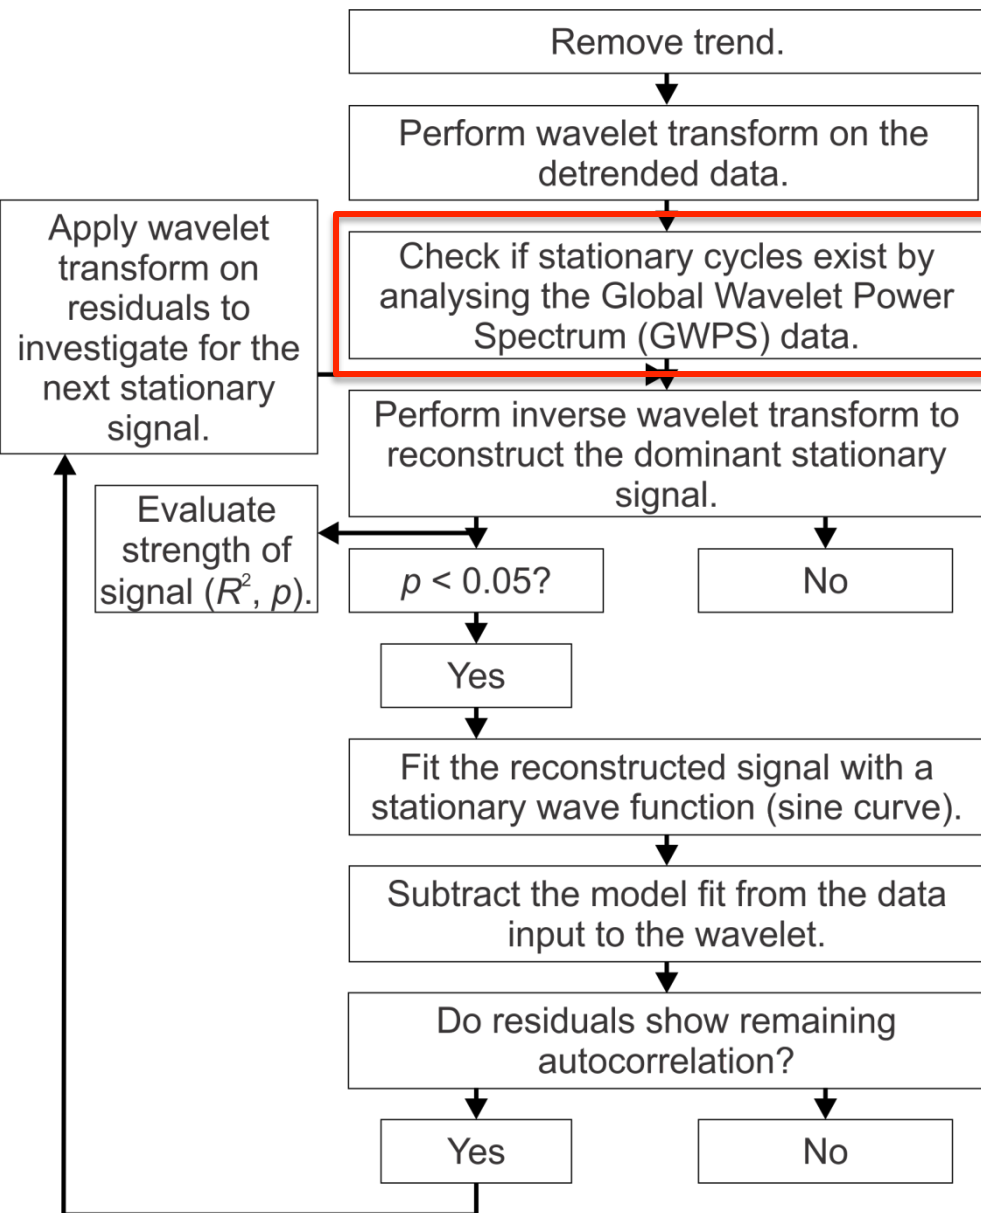 Remove trend.
Perform wavelet transform on the
detrended data.
Check if stationary cycles exist by
analysing the Global Wavelet Power
Spectrum (GWPS) data.
Apply wavelet
transform on
residuals to
investigate for the
next stationary
signal.
Perform inverse wavelet transform to
reconstruct the dominant stationary
signal.
Evaluate
strength of
signal (R², p).
p < 0.05?
No
Yes
Fit the reconstructed signal with a
stationary wave function (sine curve).
Subtract the model fit from the data
input to the wavelet.
Do residuals show remaining
autocorrelation?
Yes
No